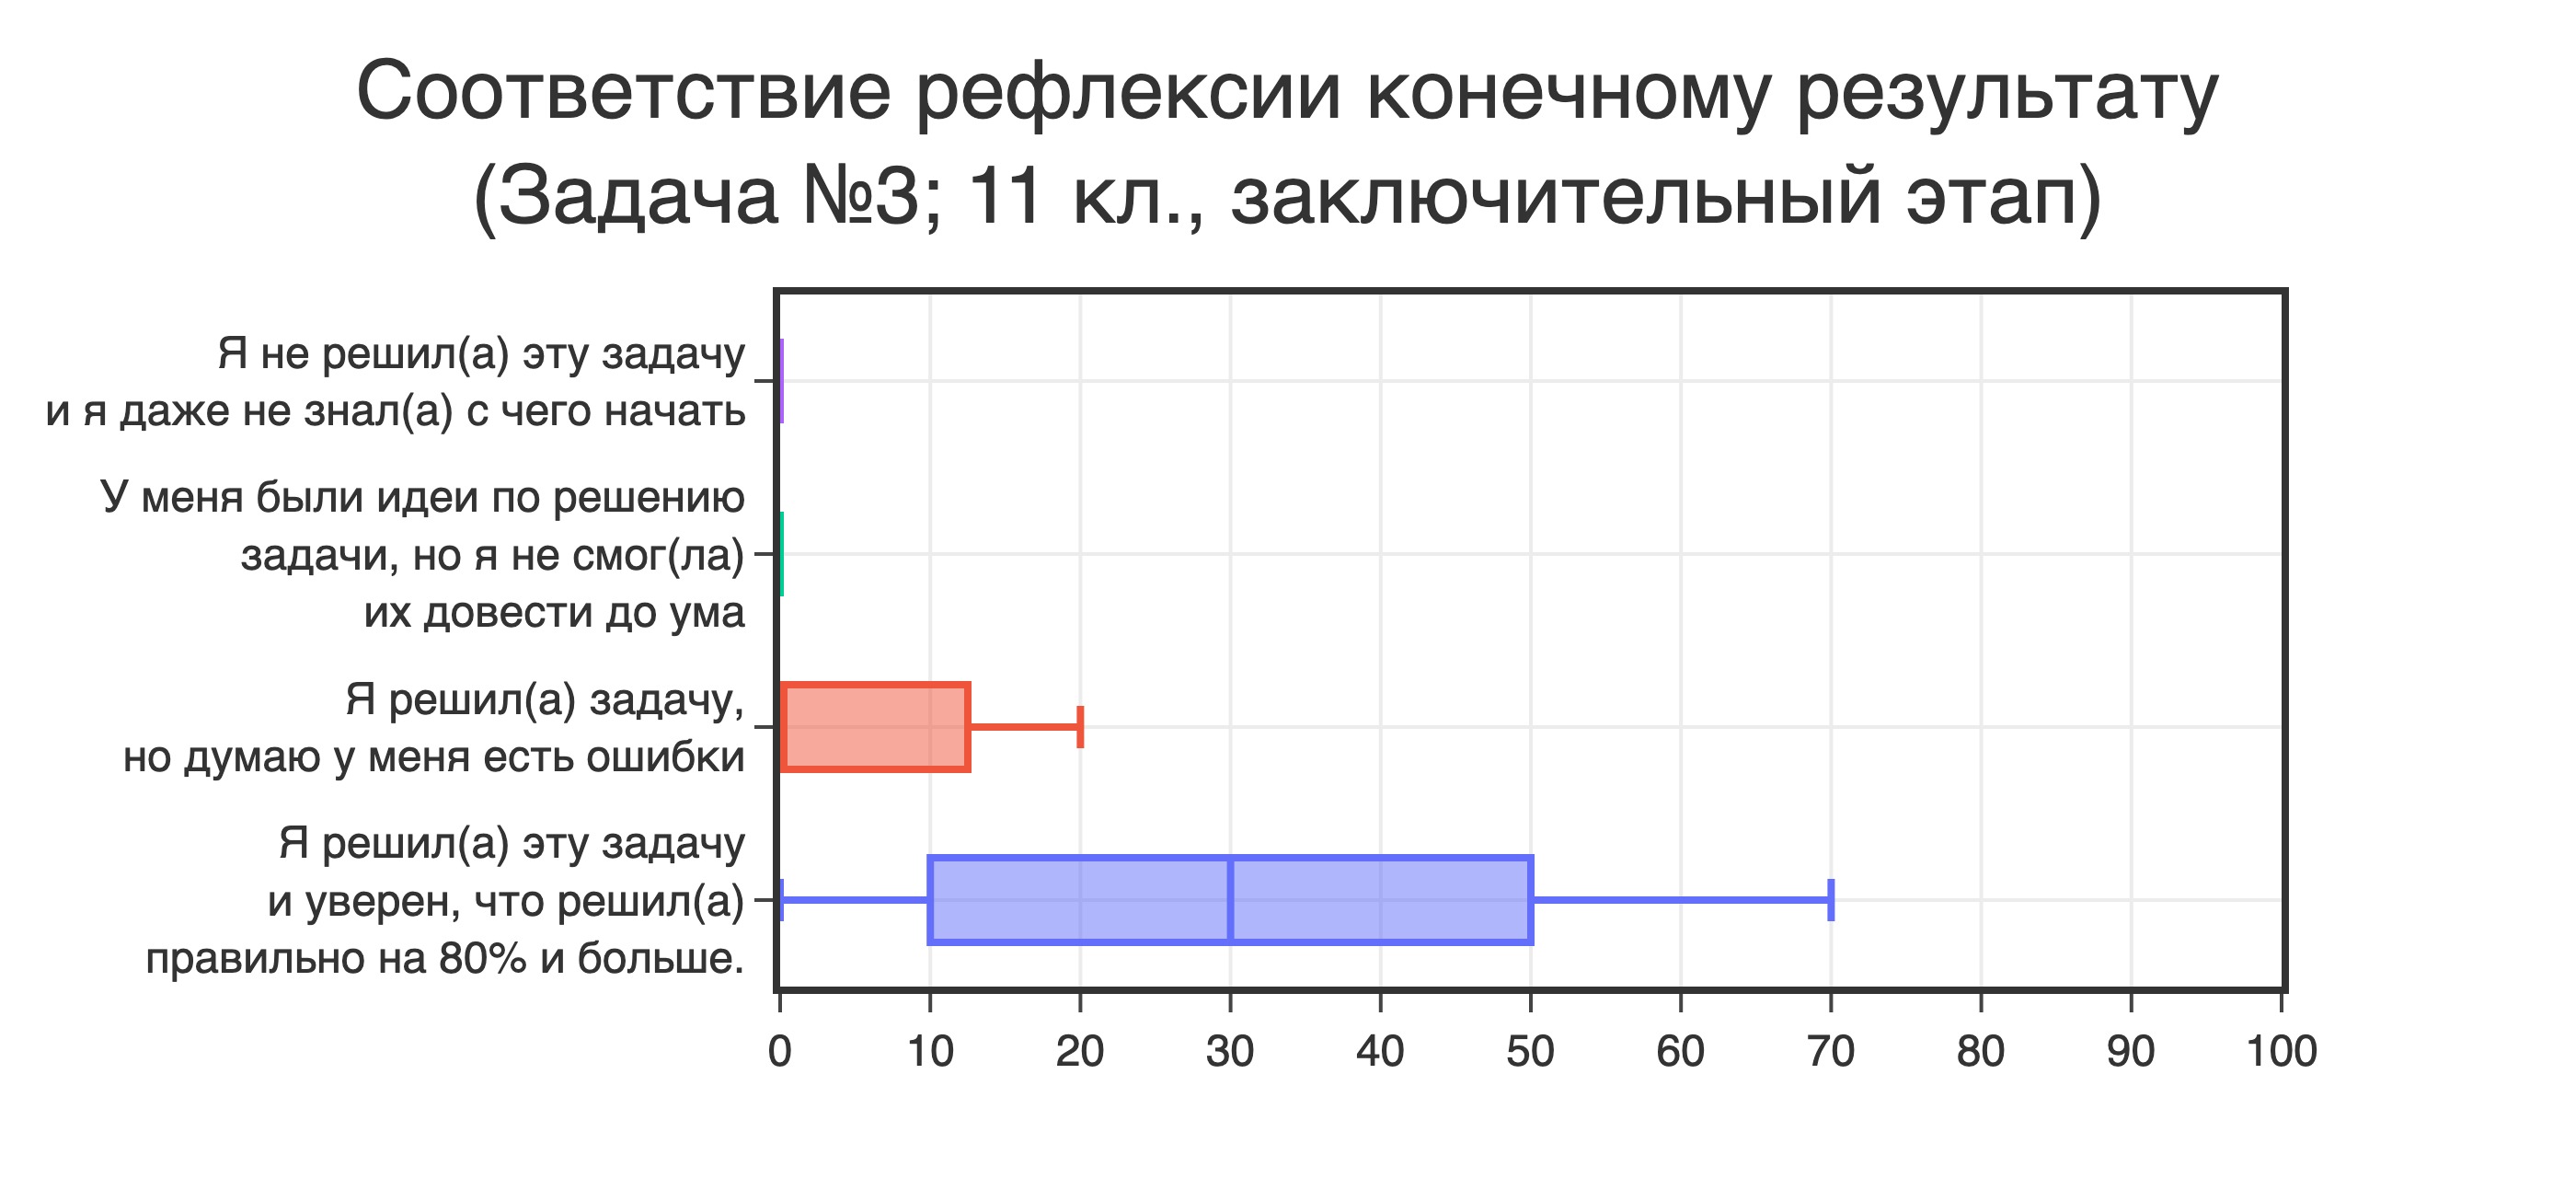 Соответствие рефлексии конечному результату
(Задача №3; 11 кл., заключительный этап)
Я не решил(а) эту задачу
и я даже не знал(а) с чего начать
У меня были идеи по решению
задачи, но я не смог(ла)
их довести до ума
Я решил(а) задачу,
но думаю у меня есть ошибки
Я решил(а) эту задачу
и уверен, что решил(а)
правильно на 80% и больше.
0 10 20 30 40 50 60 70 80 90 100